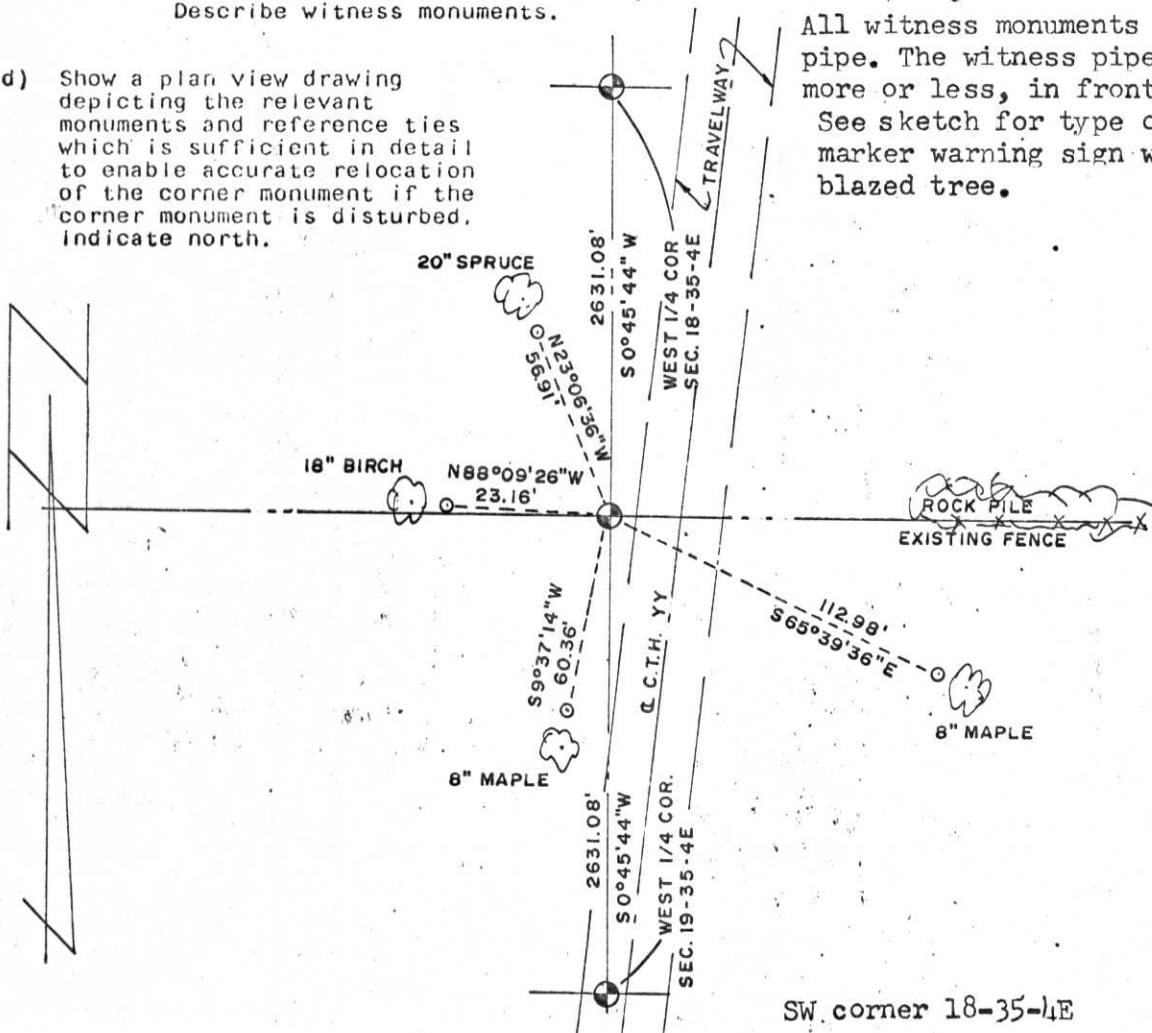 Describe witness monuments.
d) Show a plan view drawing
depicting the relevant
monuments and reference ties
which is sufficient in detail
to enable accurate relocation
of the corner monument if the
corner monument is disturbed.
Indicate north.
All witness monuments
pipe. The witness pipe
more or less, in front
See sketch for type
marker warning sign
blazed tree.
TRAVELWAY
2631.08'
S0°45'44"W
WEST 1/4 COR
SEC. 18-35-4E
20" SPRUCE
N23°06'36"W
56.91'
18" BIRCH
N88°09'26"W
23.16'
ROCK PILE
EXISTING FENCE
112.98'
S65°39'36"E
8" MAPLE
S9°37'14"W
60.36'
8" MAPLE
C.T.H. YY
2631.08'
S0°45'44"W
WEST 1/4 COR.
SEC. 19-35-4E
SW corner 18-35-4E